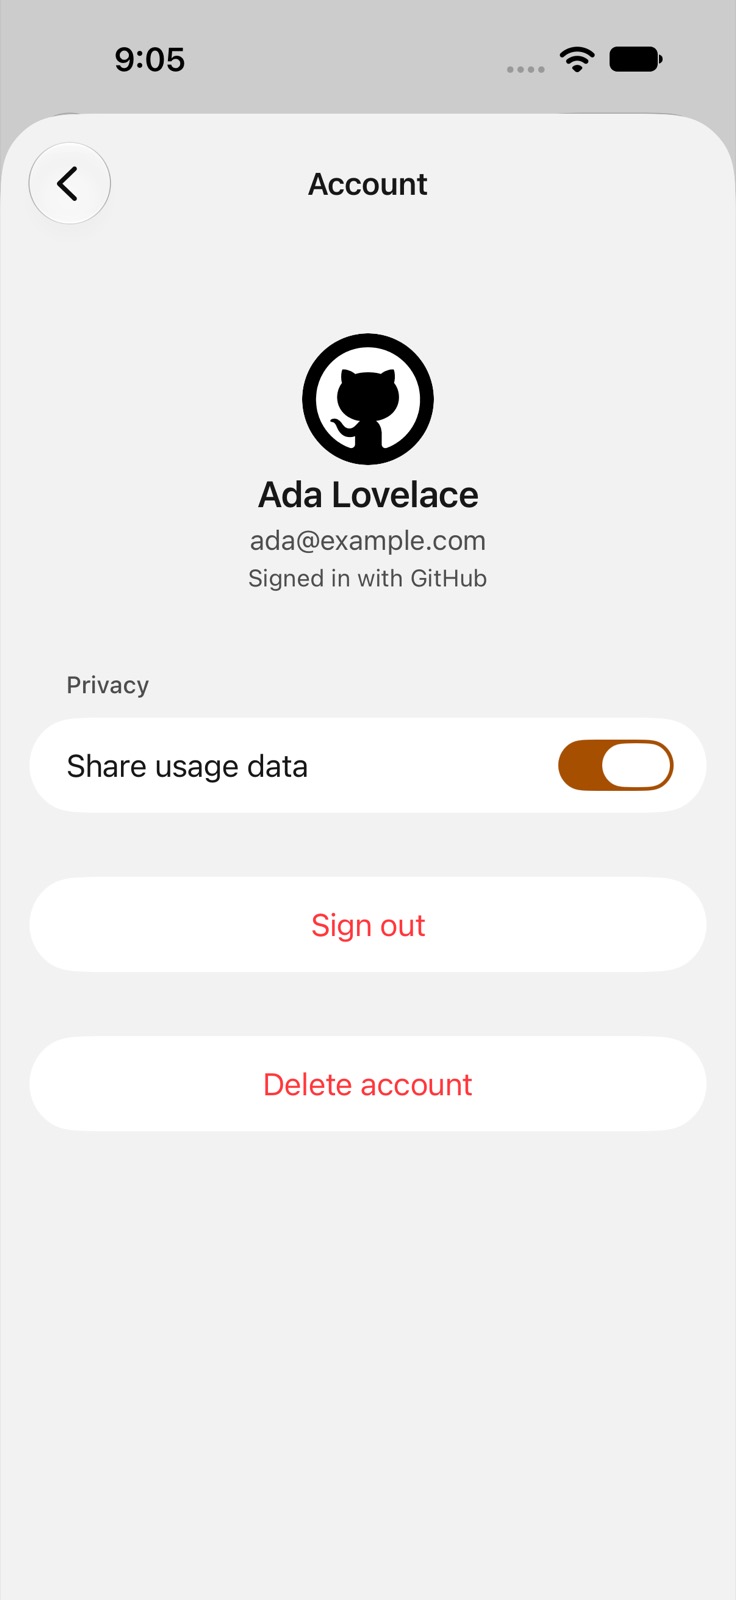 9:05
Account
Ada Lovelace
ada@example.com
Signed in with GitHub
Privacy
Share usage data
Sign out
Delete account